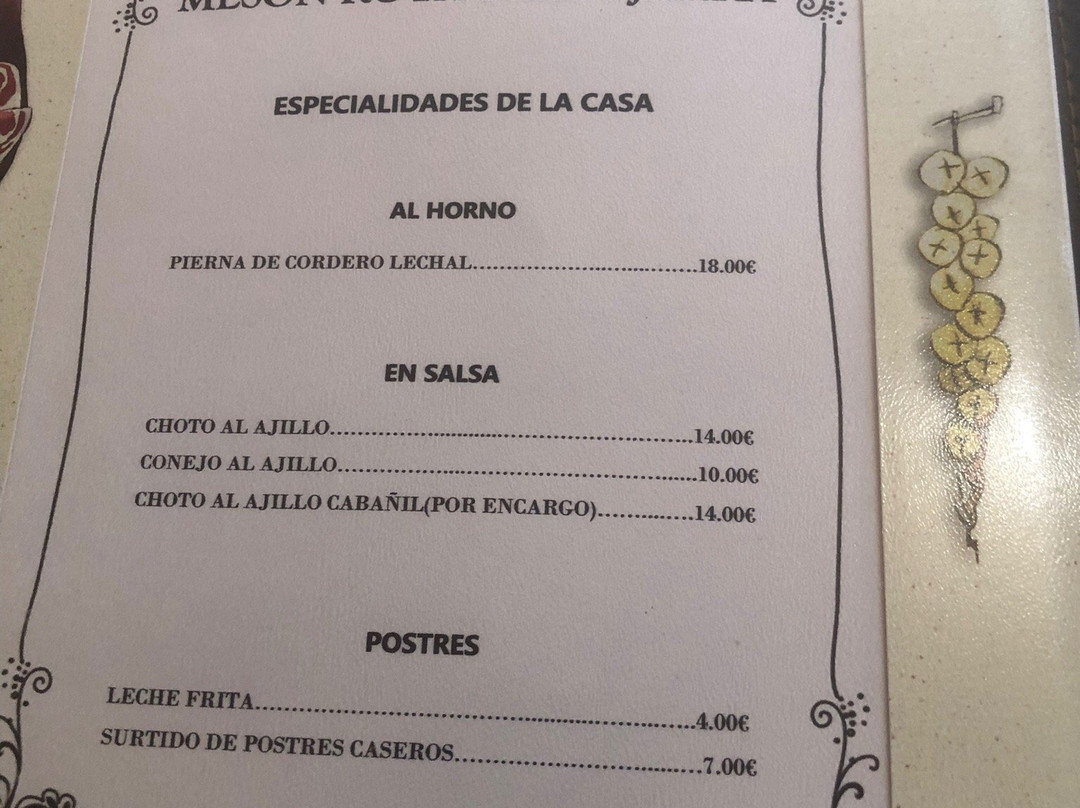 MESÓN
ESPECIALIDADES DE LA CASA
AL HORNO
PIERNA DE CORDERO LECHAL..............................18.00€
EN SALSA
CHOTO AL AJILLO..................................................14.00€
CONEJO AL AJILLO.................................................10.00€
CHOTO AL AJILLO CABAÑIL(POR ENCARGO).............14.00€
POSTRES
LECHE FRITA............................................................4.00€
SURTIDO DE POSTRES CASEROS..................................7.00€